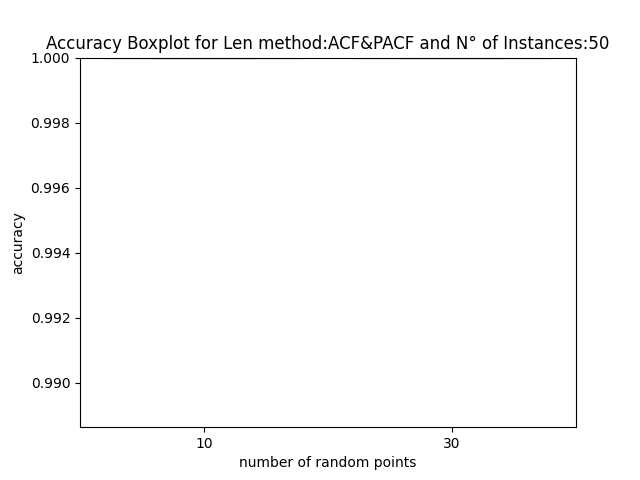 Accuracy Boxplot for Len method:ACF&PACF and N° of Instances:50
1.000
0.998
0.996
0.994
0.992
0.990
accuracy
10 30
number of random points